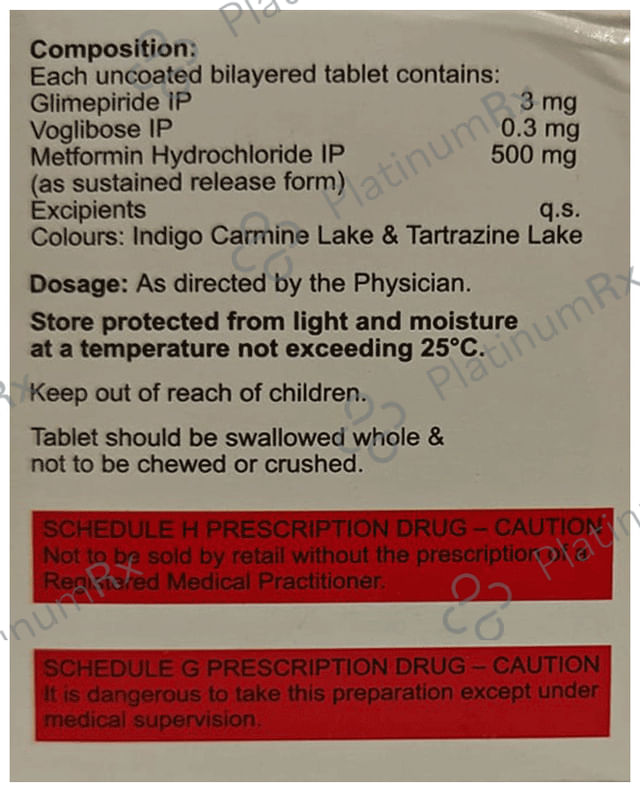 Composition:
Each uncoated bilayered tablet contains:
Glimepiride IP 3 mg
Voglibose IP 0.3 mg
Metformin Hydrochloride IP 500 mg
(as sustained release form)
Excipients q.s.
Colours: Indigo Carmine Lake & Tartrazine Lake
Dosage: As directed by the Physician.
Store protected from light and moisture
at a temperature not exceeding 25°C.
Keep out of reach of children.
Tablet should be swallowed whole &
not to be chewed or crushed.
SCHEDULE H PRESCRIPTION DRUG – CAUTION
Not to be sold by retail without the prescription of a
Registered Medical Practitioner.
SCHEDULE G PRESCRIPTION DRUG – CAUTION
It is dangerous to take this preparation except under
medical supervision.
PlatinumRx
PlatinumRx